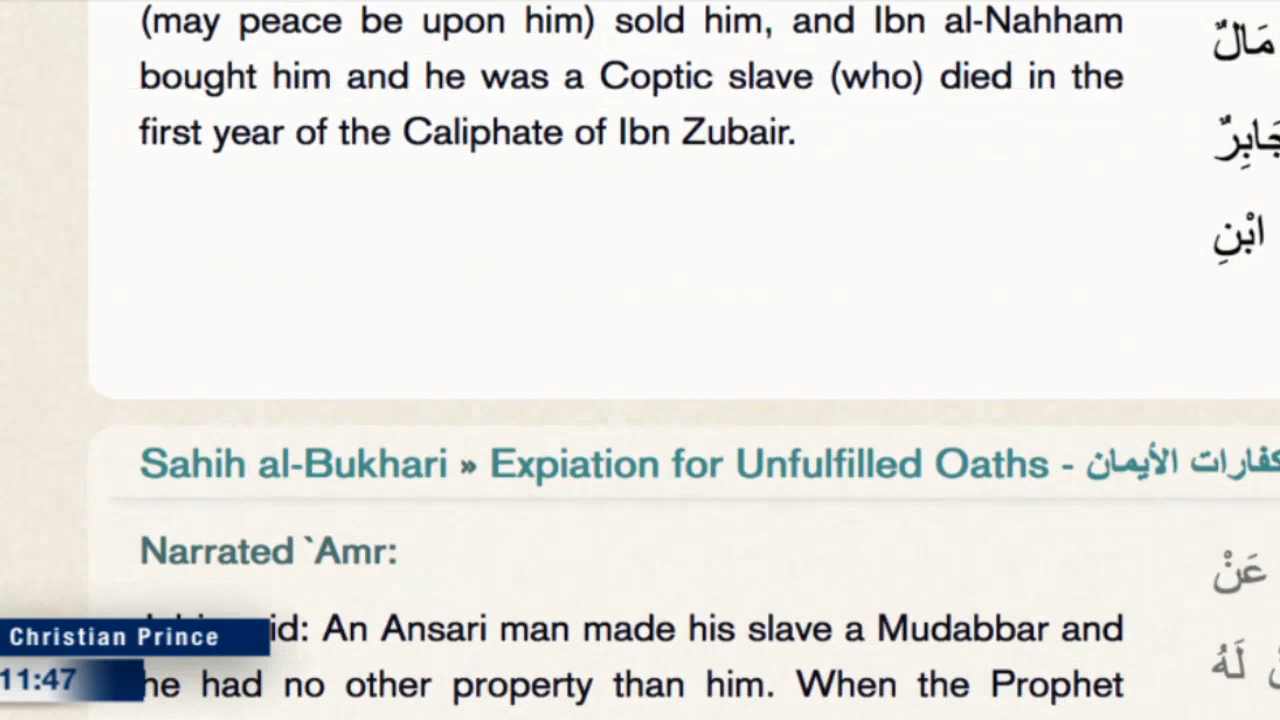 (may peace be upon him) sold him, and Ibn al-Nahham
bought him and he was a Coptic slave (who) died in the
first year of the Caliphate of Ibn Zubair.
مَالٌ
جَابِرٌ
ابْنِ
Sahih al-Bukhari » Expiation for Unfulfilled Oaths - كفارات الأيمان
Narrated `Amr:
عَنْ
id: An Ansari man made his slave a Mudabbar and
he had no other property than him. When the Prophet
لَهُ
Christian Prince
11:47